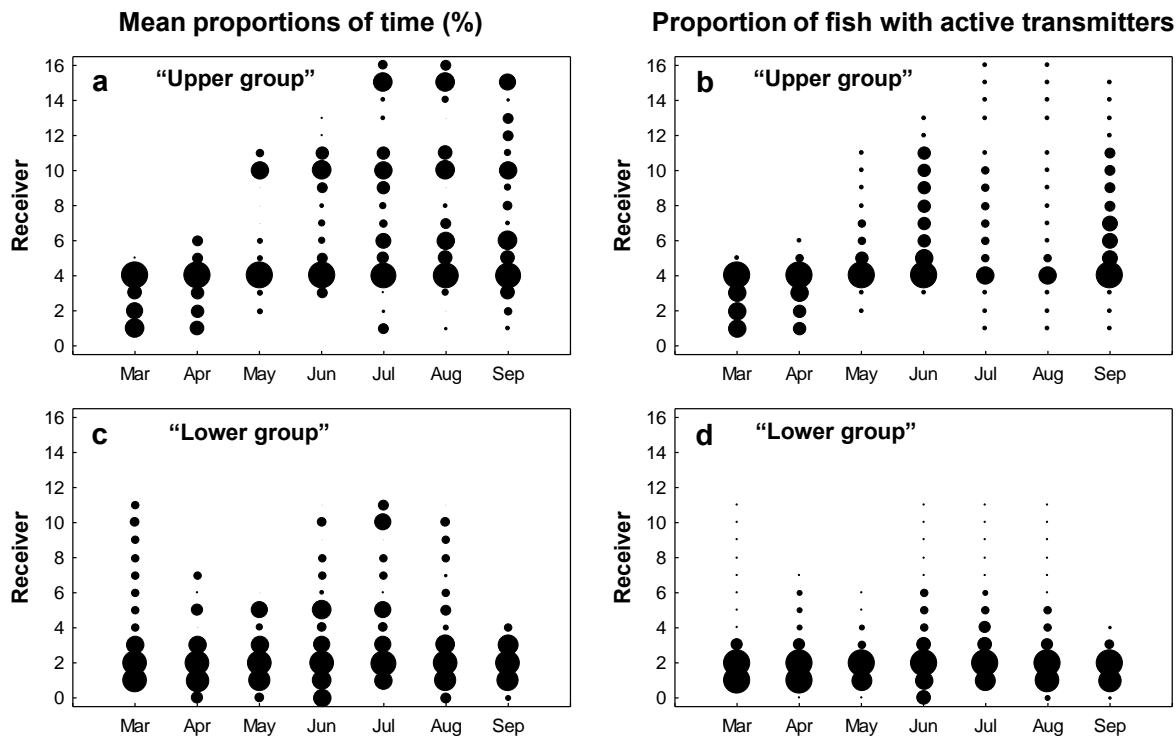 Mean proportions of time (%)
Proportion of fish with active transmitters
a
“Upper group”
Receiver
16
14
12
10
8
6
4
2
0
Mar Apr May Jun Jul Aug Sep
b
“Upper group”
Receiver
16
14
12
10
8
6
4
2
0
Mar Apr May Jun Jul Aug Sep
c
“Lower group”
Receiver
16
14
12
10
8
6
4
2
0
Mar Apr May Jun Jul Aug Sep
d
“Lower group”
Receiver
16
14
12
10
8
6
4
2
0
Mar Apr May Jun Jul Aug Sep